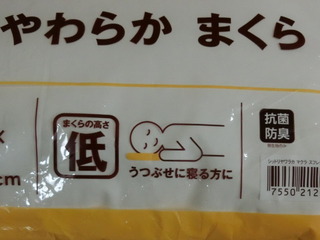 やわらか まくら
まくらの高さ
低
うつぶせに寝る方に
抗菌
防臭
cm
7550212